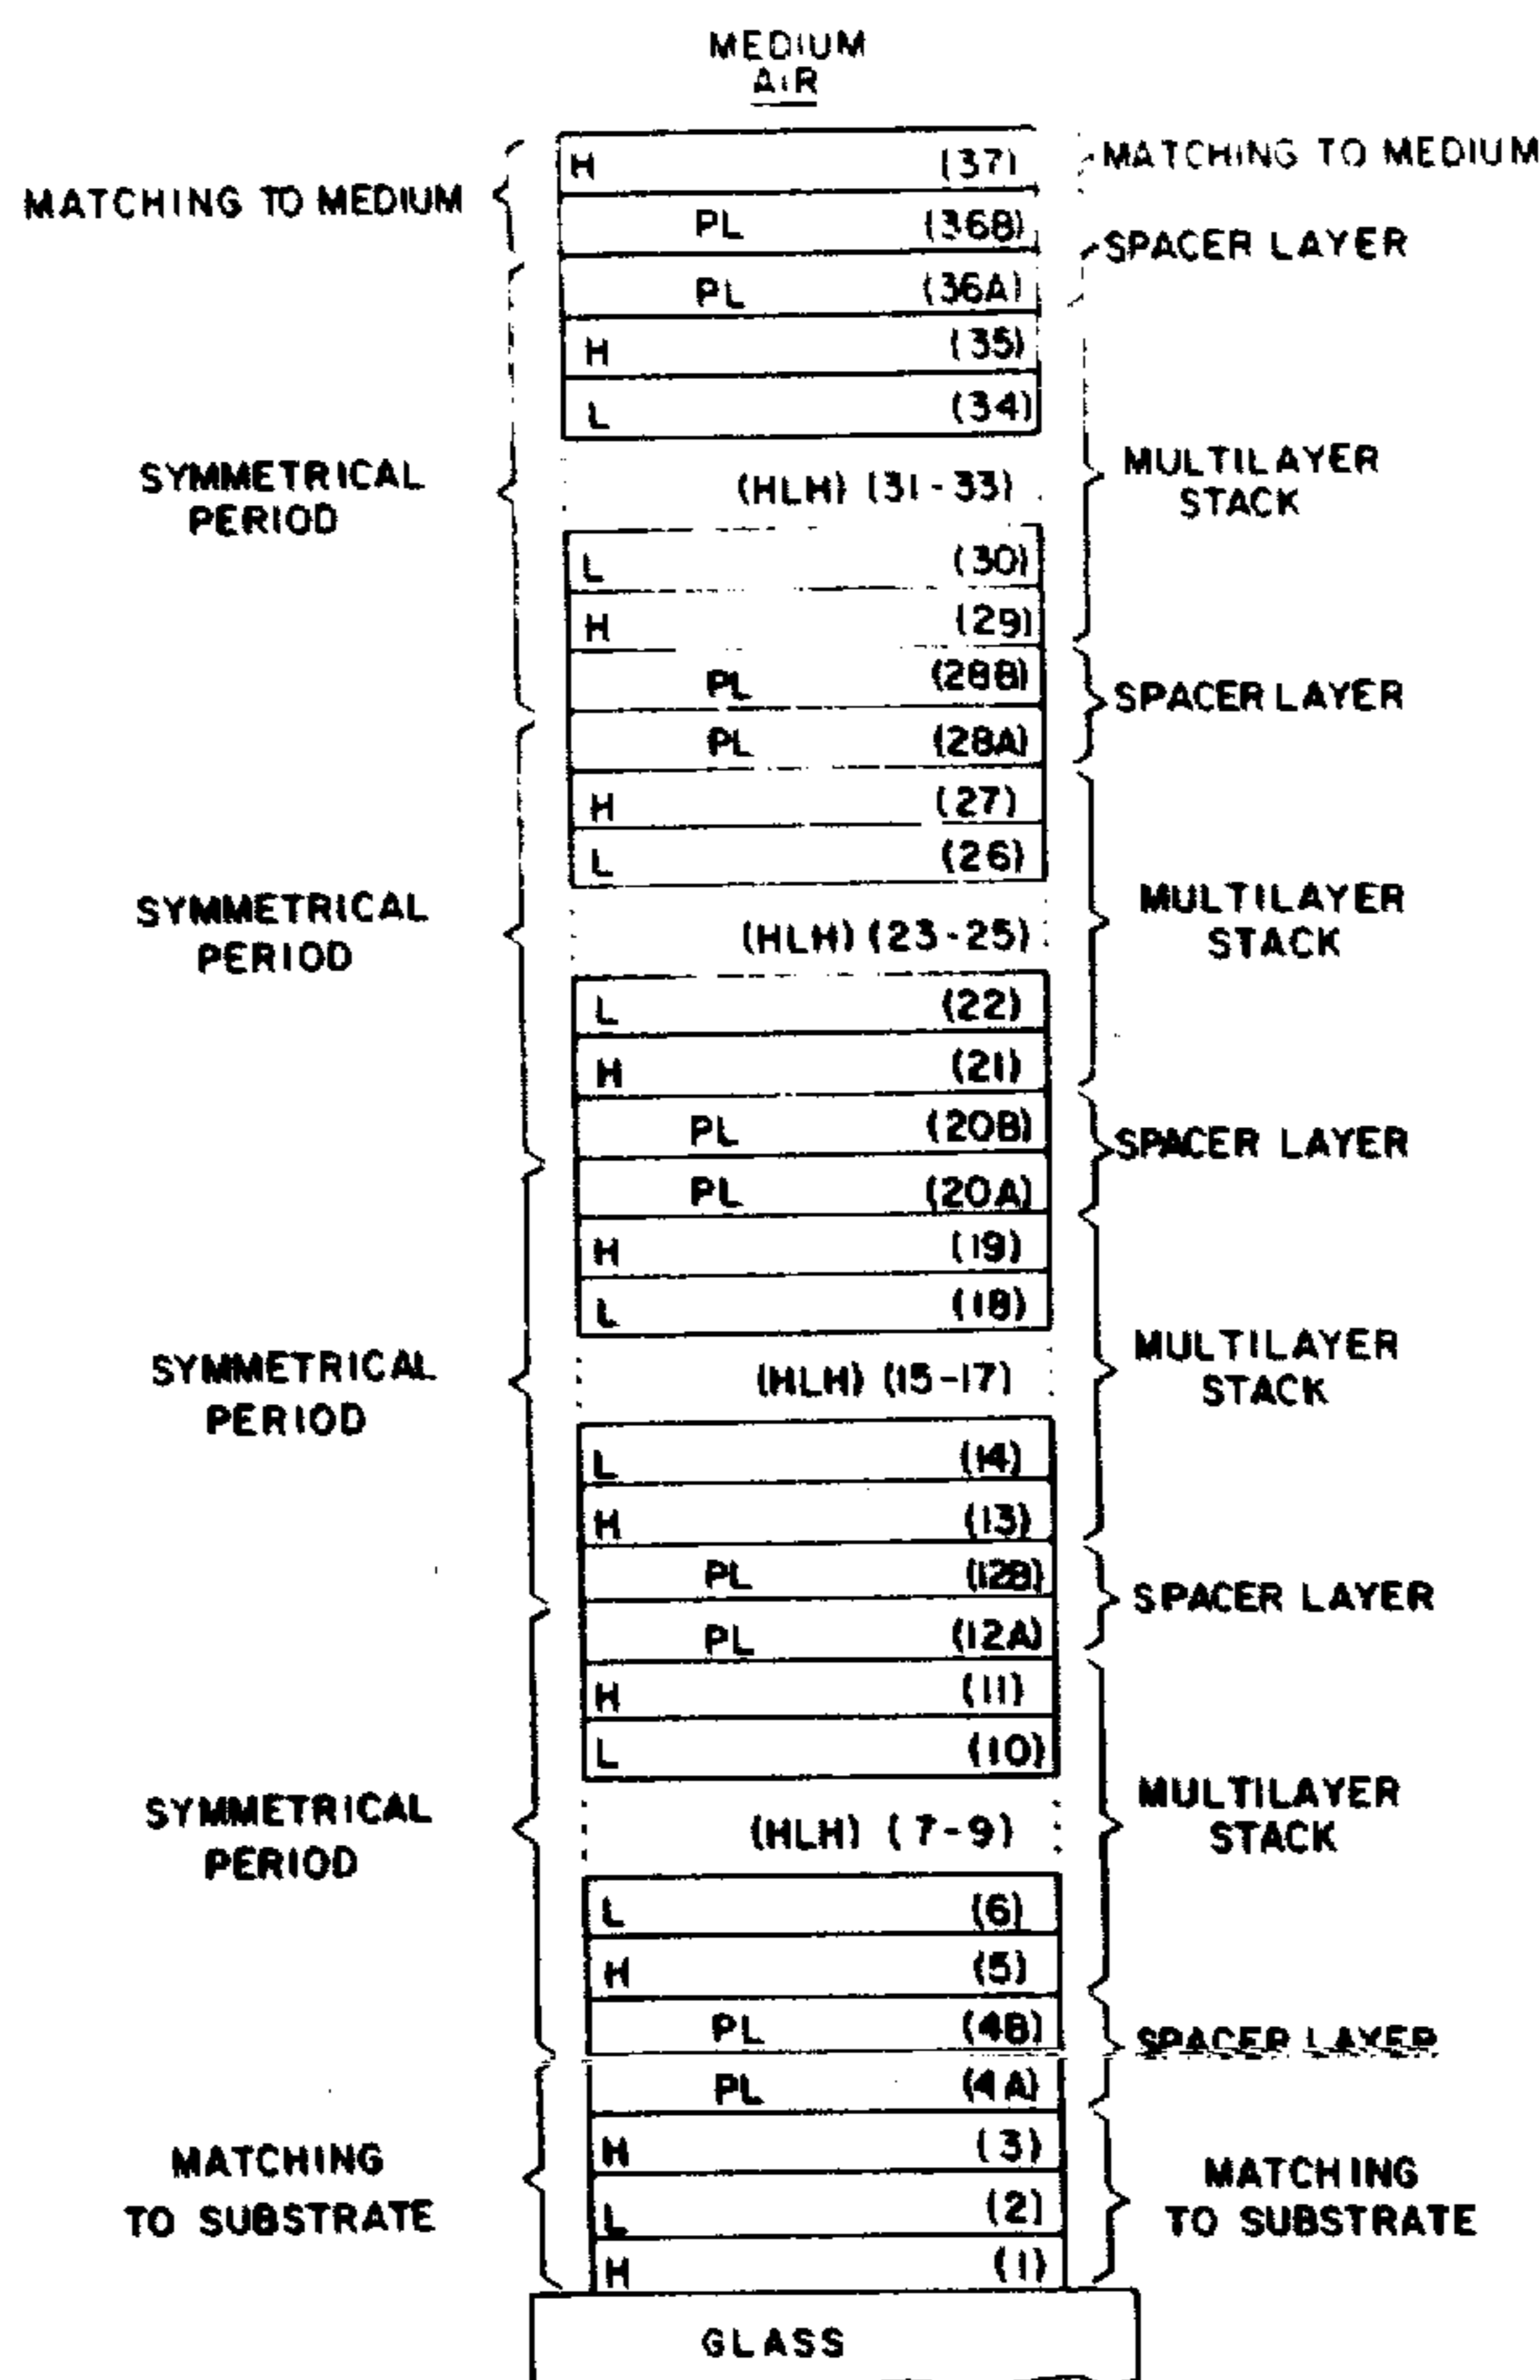 MEDIUM
AIR
H (37)
MATCHING TO MEDIUM
MATCHING TO MEDIUM
PL (36B)
SPACER LAYER
PL (36A)
H (35)
L (34)
SYMMETRICAL
PERIOD
(HLH) (31-33)
MULTILAYER
STACK
L (30)
H (29)
PL (28B)
SPACER LAYER
PL (28A)
H (27)
L (26)
SYMMETRICAL
PERIOD
(HLH) (23-25)
MULTILAYER
STACK
L (22)
H (21)
PL (20B)
SPACER LAYER
PL (20A)
H (19)
L (18)
SYMMETRICAL
PERIOD
(HLH) (15-17)
MULTILAYER
STACK
L (14)
H (13)
PL (12B)
SPACER LAYER
PL (12A)
H (11)
L (10)
SYMMETRICAL
PERIOD
(HLH) (7-9)
MULTILAYER
STACK
L (6)
H (5)
PL (4B)
SPACER LAYER
PL (4A)
H (3)
MATCHING
TO SUBSTRATE
L (2)
MATCHING
TO SUBSTRATE
H (1)
GLASS